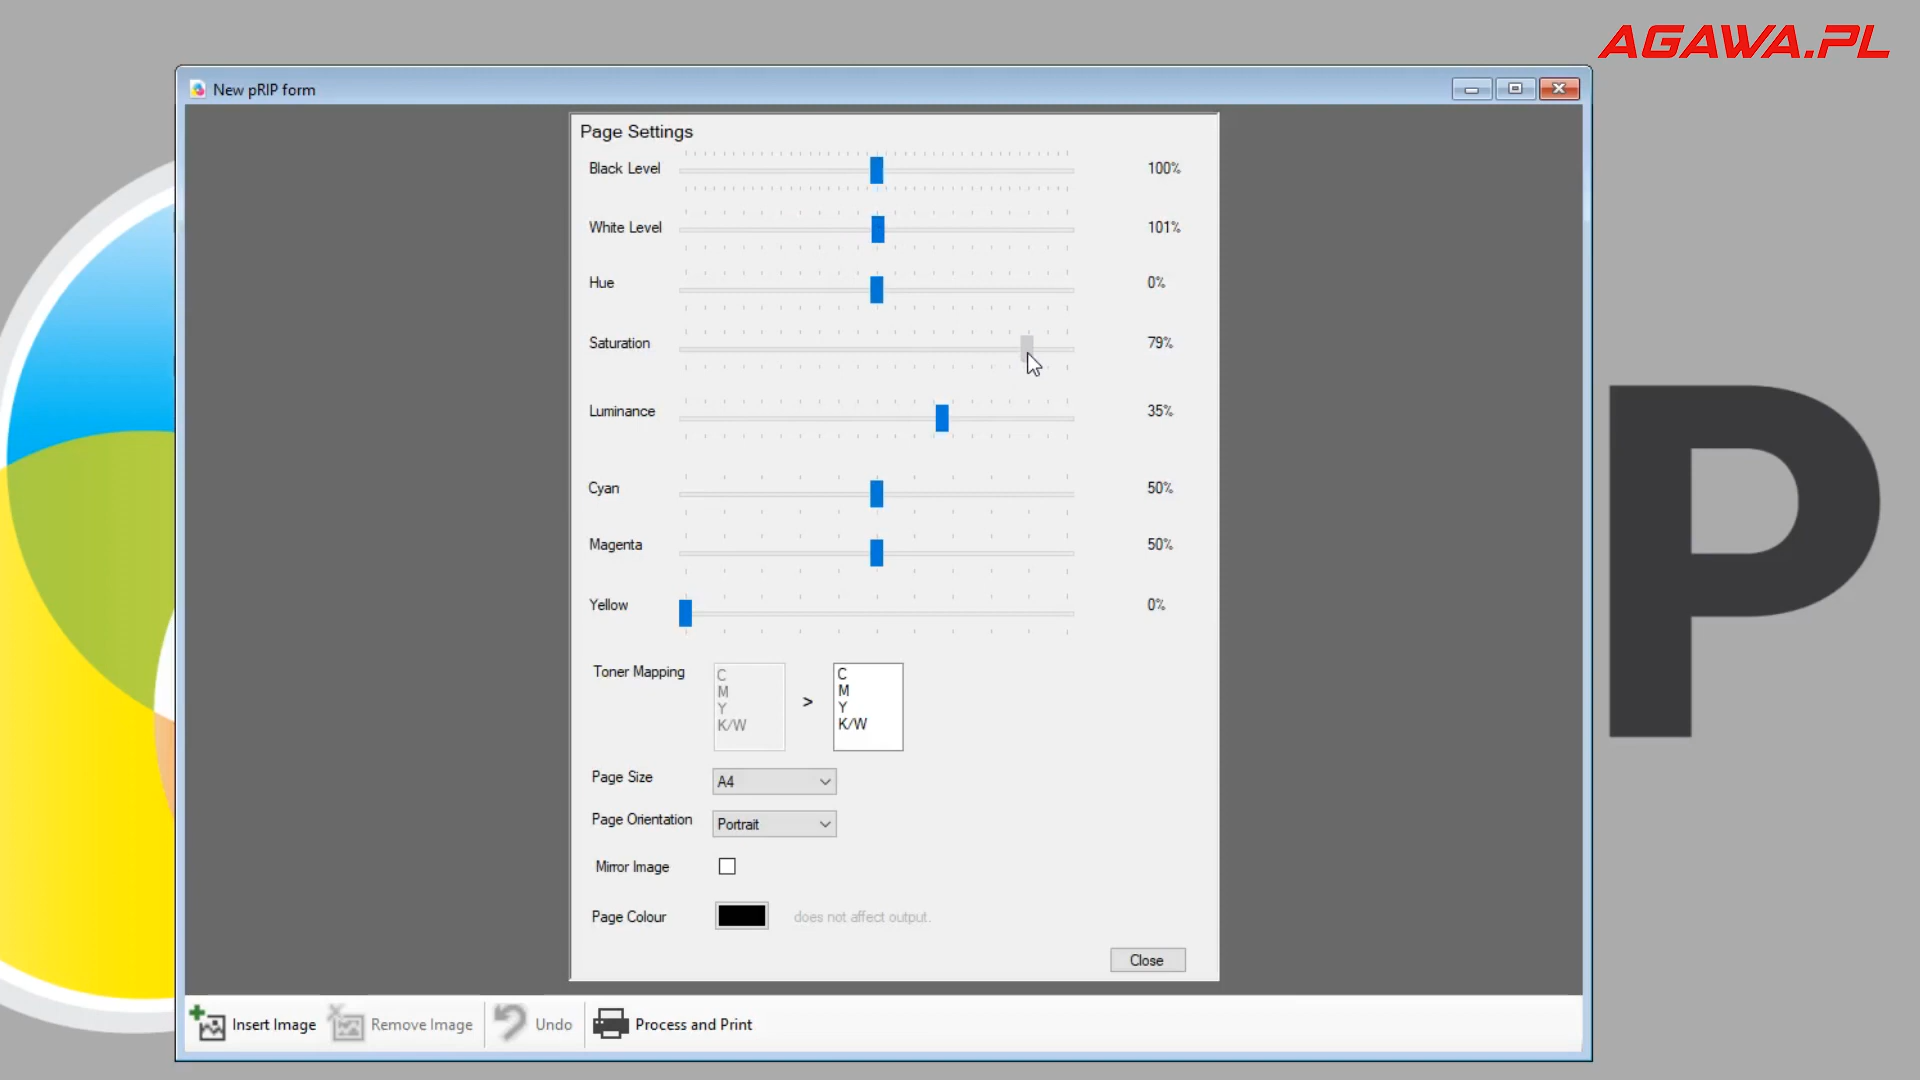 AGAWA.PL
New pRIP form
Page Settings
Black Level 100%
White Level 101%
Hue 0%
Saturation 79%
Luminance 35%
Cyan 50%
Magenta 50%
Yellow 0%
Toner Mapping
C
M
Y
K/W
>
C
M
Y
K/W
Page Size A4
Page Orientation Portrait
Mirror Image
Page Colour does not affect output.
Close
Insert Image Remove Image Undo Process and Print
P